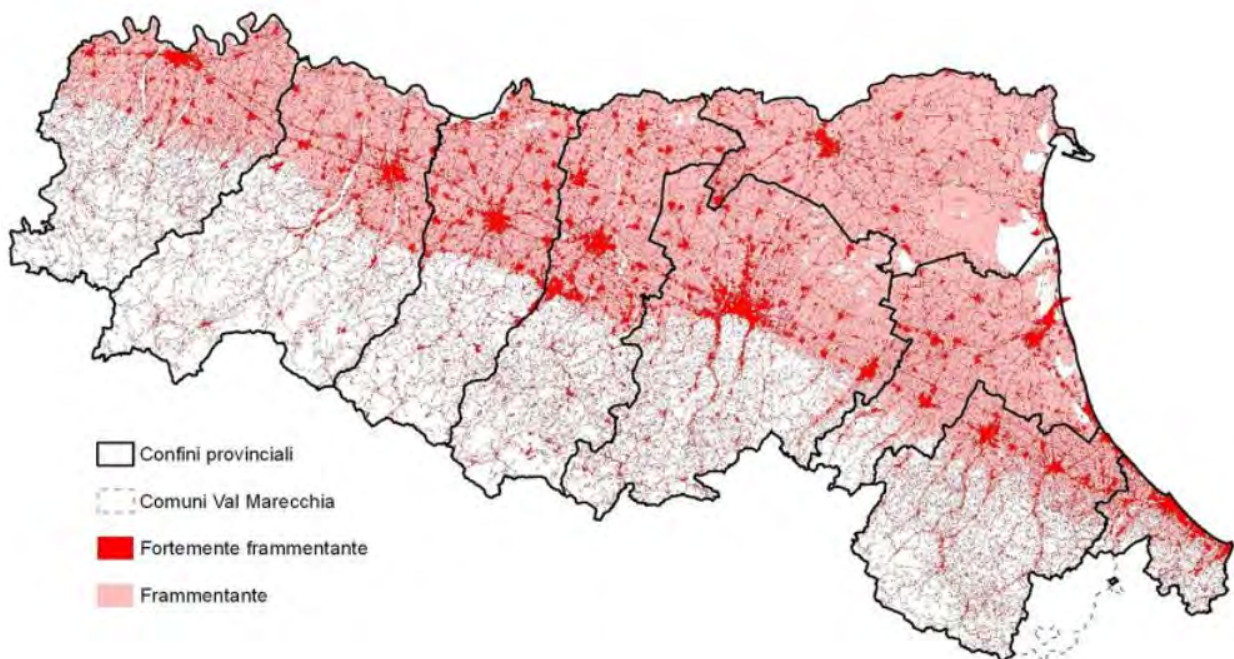 Confini provinciali
Comuni Val Marecchia
Fortemente frammentante
Frammentante